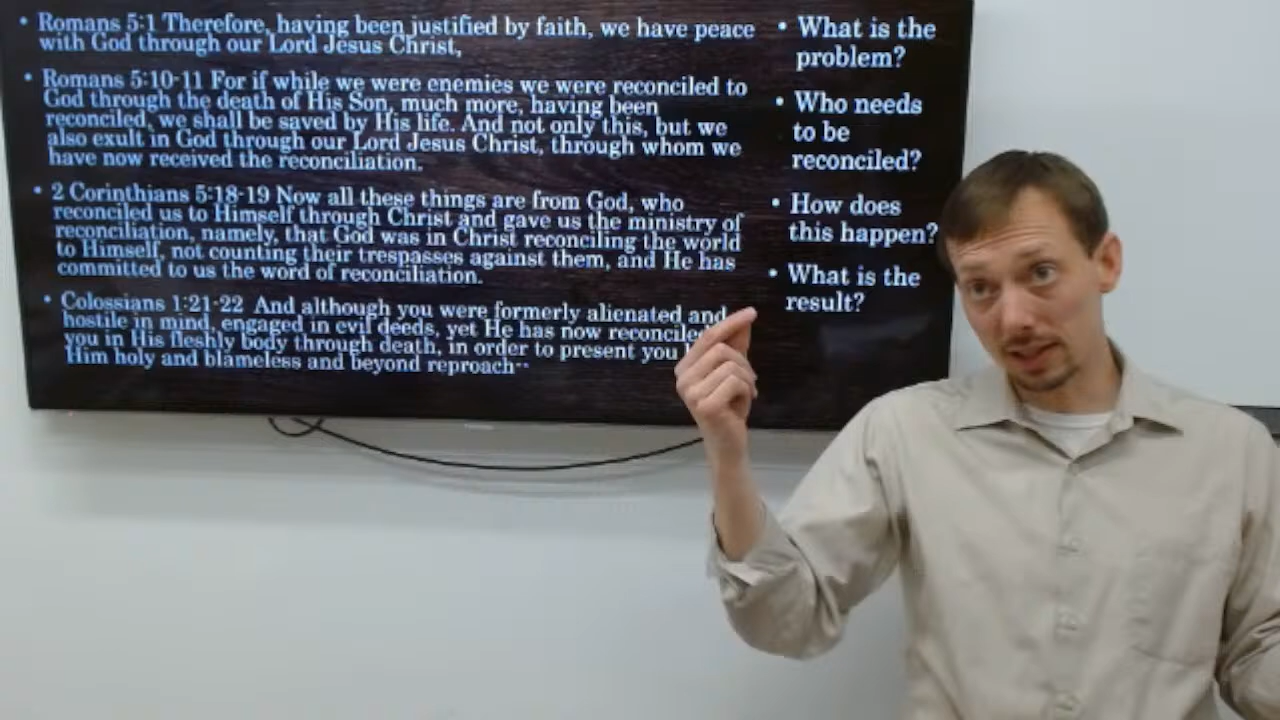 • Romans 5:1 Therefore, having been justified by faith, we have peace
with God through our Lord Jesus Christ,
• Romans 5:10-11 For if while we were enemies we were reconciled to
God through the death of His Son, much more, having been
reconciled, we shall be saved by His life. And not only this, but we
also exult in God through our Lord Jesus Christ, through whom we
have now received the reconciliation.
• 2 Corinthians 5:18-19 Now all these things are from God, who
reconciled us to Himself through Christ and gave us the ministry of
reconciliation, namely, that God was in Christ reconciling the world
to Himself, not counting their trespasses against them, and He has
committed to us the word of reconciliation.
• Colossians 1:21-22 And although you were formerly alienated and
hostile in mind, engaged in evil deeds, yet He has now reconciled
you in His fleshly body through death, in order to present you
Him holy and blameless and beyond reproach--
• What is the
problem?
• Who needs
to be
reconciled?
• How does
this happen?
• What is the
result?